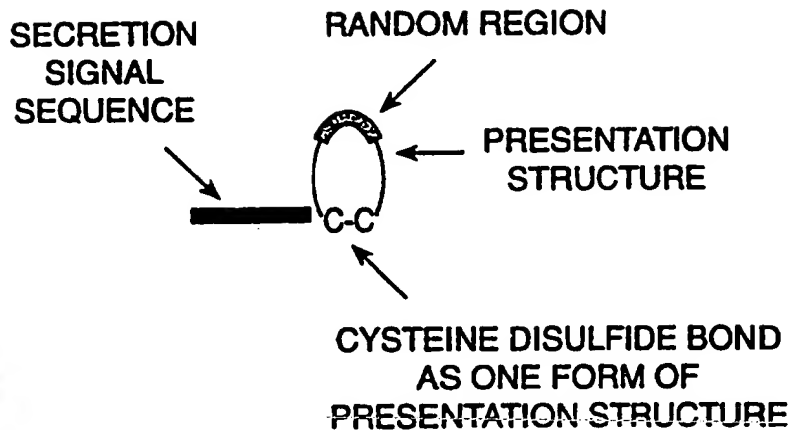 SECRETION
SIGNAL
SEQUENCE
RANDOM REGION
PRESENTATION
STRUCTURE
C-C
CYSTEINE DISULFIDE BOND
AS ONE FORM OF
PRESENTATION STRUCTURE